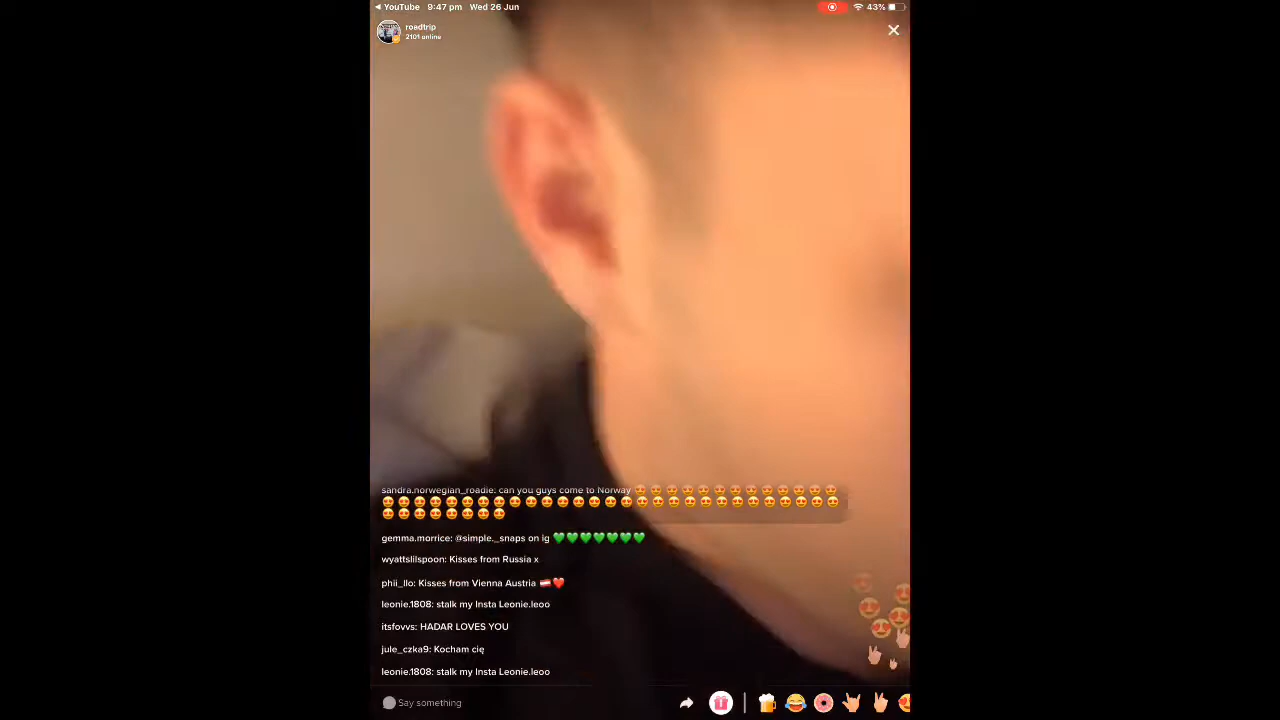 YouTube 9:47 pm Wed 26 Jun 43%
roadtrip
2101 online
sandra.norwegian_roadie: can you guys come to Norway 😍😍😍😍😍😍😍😍😍😍😍😍😍
😍😍😍😍😍😍😍😍😍😍😍😍😍😍😍😍😍😍😍😍😍😍😍😍😍😍😍😍😍
😍😍😍😍😍😍😍😍
gemma.morrice: @simple._snaps on ig 💚💚💚💚💚💚💚
wyattslilspoon: Kisses from Russia x
phii_llo: Kisses from Vienna Austria 🇦🇹❤️
leonie.1808: stalk my Insta Leonie.leoo
itsfovvs: HADAR LOVES YOU
jule_czka9: Kocham cię
leonie.1808: stalk my Insta Leonie.leoo
Say something